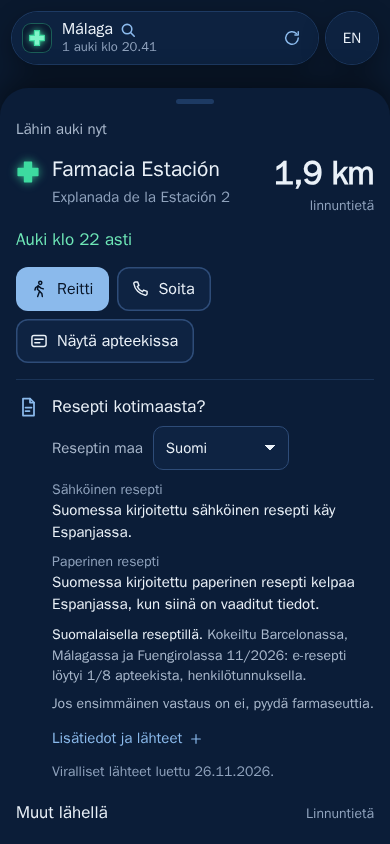 Málaga
1 auki klo 20.41
EN
Lähin auki nyt
Farmacia Estación
1,9 km
Explanada de la Estación 2
linnuntietä
Auki klo 22 asti
Reitti
Soita
Näytä apteekissa
Resepti kotimaasta?
Reseptin maa
Suomi
Sähköinen resepti
Suomessa kirjoitettu sähköinen resepti käy
Espanjassa.
Paperinen resepti
Suomessa kirjoitettu paperinen resepti kelpaa
Espanjassa, kun siinä on vaaditut tiedot.
Suomalaisella reseptillä. Kokeiltu Barcelonassa,
Málagassa ja Fuengirolassa 11/2026: e-resepti
löytyi 1/8 apteekista, henkilötunnuksella.
Jos ensimmäinen vastaus on ei, pyydä farmaseuttia.
Lisätiedot ja lähteet +
Viralliset lähteet luettu 26.11.2026.
Muut lähellä
Linnuntietä